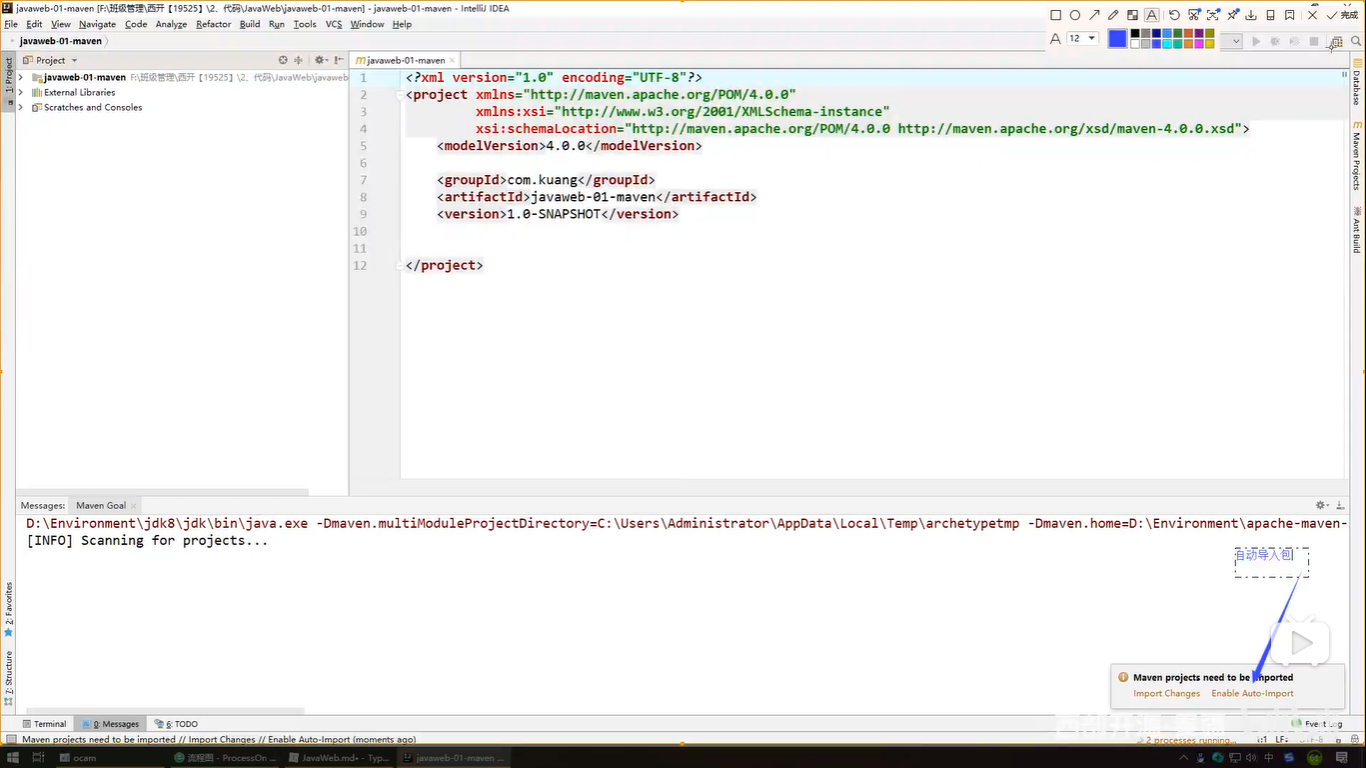 javaweb-01-maven [F:\班级管理\西开【19525】\2、代码\JavaWeb\javaweb-01-maven] - javaweb-01-maven - IntelliJ IDEA
File Edit View Navigate Code Analyze Refactor Build Run Tools VCS Window Help
完成
A 12
javaweb-01-maven
Project
javaweb-01-maven
javaweb-01-maven F:\班级管理\西开【19525】\2、代码\JavaWeb\javaweb
External Libraries
Scratches and Consoles
1: Project
1 <?xml version="1.0" encoding="UTF-8"?>
2 <project xmlns="http://maven.apache.org/POM/4.0.0"
3 xmlns:xsi="http://www.w3.org/2001/XMLSchema-instance"
4 xsi:schemaLocation="http://maven.apache.org/POM/4.0.0 http://maven.apache.org/xsd/maven-4.0.0.xsd">
5 <modelVersion>4.0.0</modelVersion>
6
7 <groupId>com.kuang</groupId>
8 <artifactId>javaweb-01-maven</artifactId>
9 <version>1.0-SNAPSHOT</version>
10
11
12 </project>
Database
Maven Projects
Ant Build
Messages: Maven Goal
D:\Environment\jdk8\jdk\bin\java.exe -Dmaven.multiModuleProjectDirectory=C:\Users\Administrator\AppData\Local\Temp\archetypetmp -Dmaven.home=D:\Environment\apache-maven-
[INFO] Scanning for projects...
自动导入包
2: Favorites
7: Structure
Maven projects need to be imported
Import Changes Enable Auto-Import
Terminal 0: Messages 6: TODO
Event Log
Maven projects need to be imported // Import Changes // Enable Auto-Import (moments ago)
2 processes running... 1:1 LF: UTF-8
ocam 流程图 - ProcessOn ... JavaWeb.md• - Typ... javaweb-01-maven ...
中